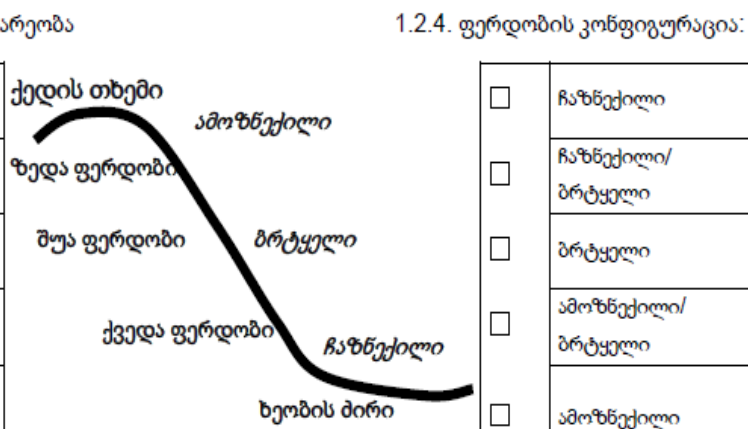 არეობა
1.2.4. ფერდობის კონფიგურაცია:
ქედის თხემი
ამოზნექილი
ზედა ფერდობი
შუა ფერდობი
ბრტყელი
ქვედა ფერდობი
ჩაზნექილი
ხეობის ძირი
ჩაზნექილი
ჩაზნექილი/
ბრტყელი
ბრტყელი
ამოზნექილი/
ბრტყელი
ამოზნექილი